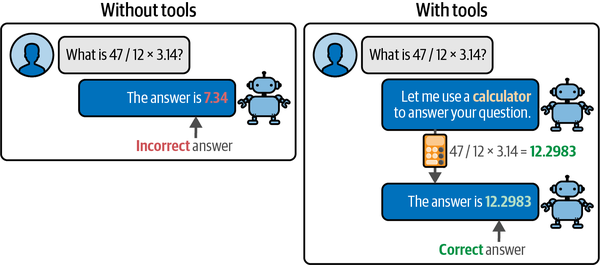 Without tools
What is 47 / 12 × 3.14?
The answer is 7.34
Incorrect answer
With tools
What is 47 / 12 × 3.14?
Let me use a calculator
to answer your question.
47 / 12 × 3.14 = 12.2983
The answer is 12.2983
Correct answer